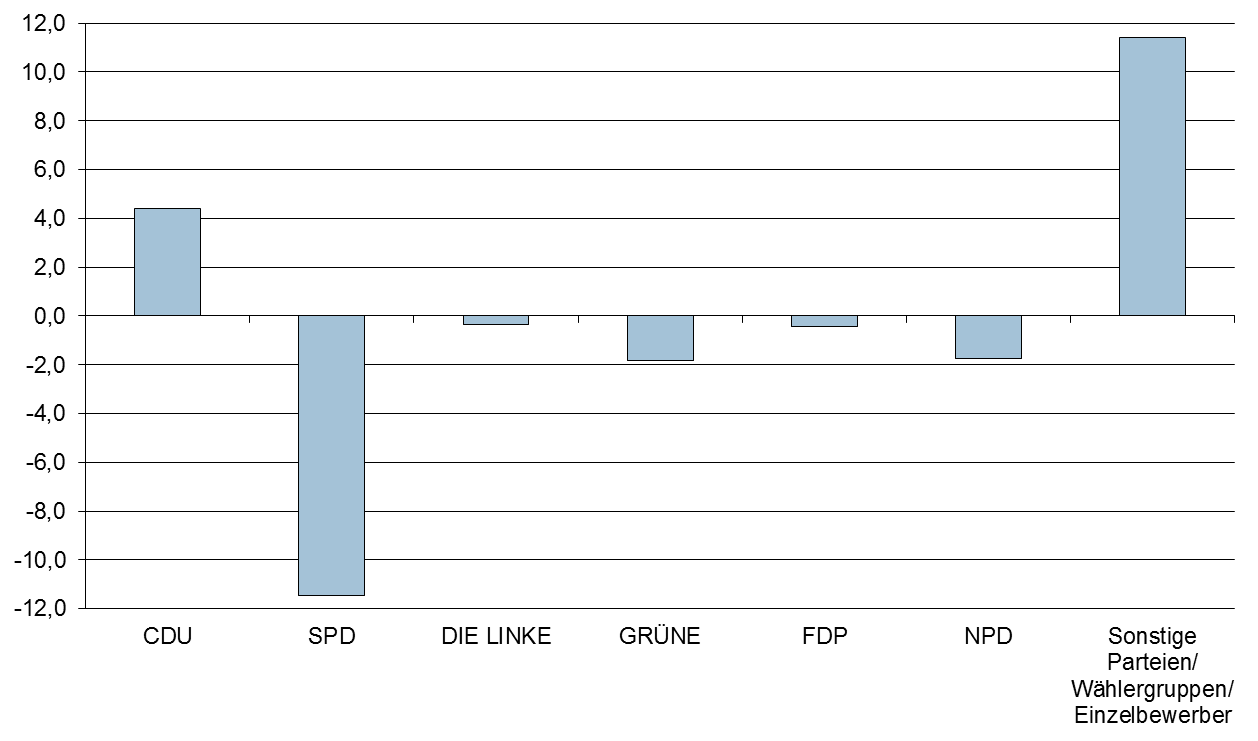 12,0
10,0
8,0
6,0
4,0
2,0
0,0
-2,0
-4,0
-6,0
-8,0
-10,0
-12,0
CDU
SPD
DIE LINKE
GRÜNE
FDP
NPD
Sonstige
Parteien/
Wählergruppen/
Einzelbewerber